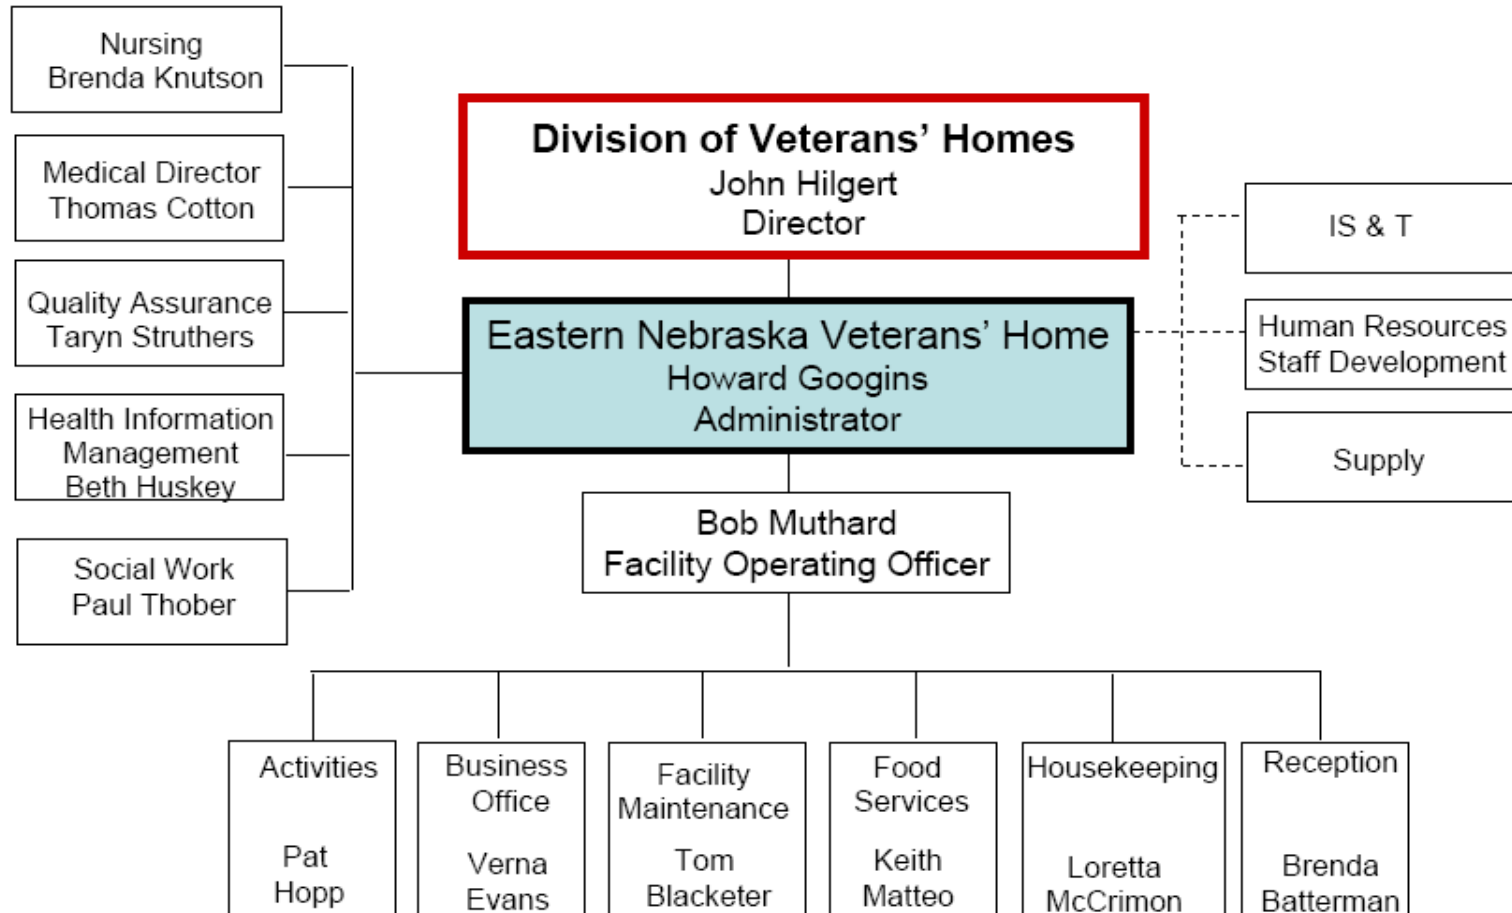 Nursing
Brenda Knutson
Medical Director
Thomas Cotton
Quality Assurance
Taryn Struthers
Health Information
Management
Beth Huskey
Social Work
Paul Thober
Division of Veterans’ Homes
John Hilgert
Director
Eastern Nebraska Veterans’ Home
Howard Googins
Administrator
Bob Muthard
Facility Operating Officer
IS & T
Human Resources
Staff Development
Supply
Activities
Pat
Hopp
Business
Office
Verna
Evans
Facility
Maintenance
Tom
Blacketer
Food
Services
Keith
Matteo
Housekeeping
Loretta
McCrimon
Reception
Brenda
Batterman